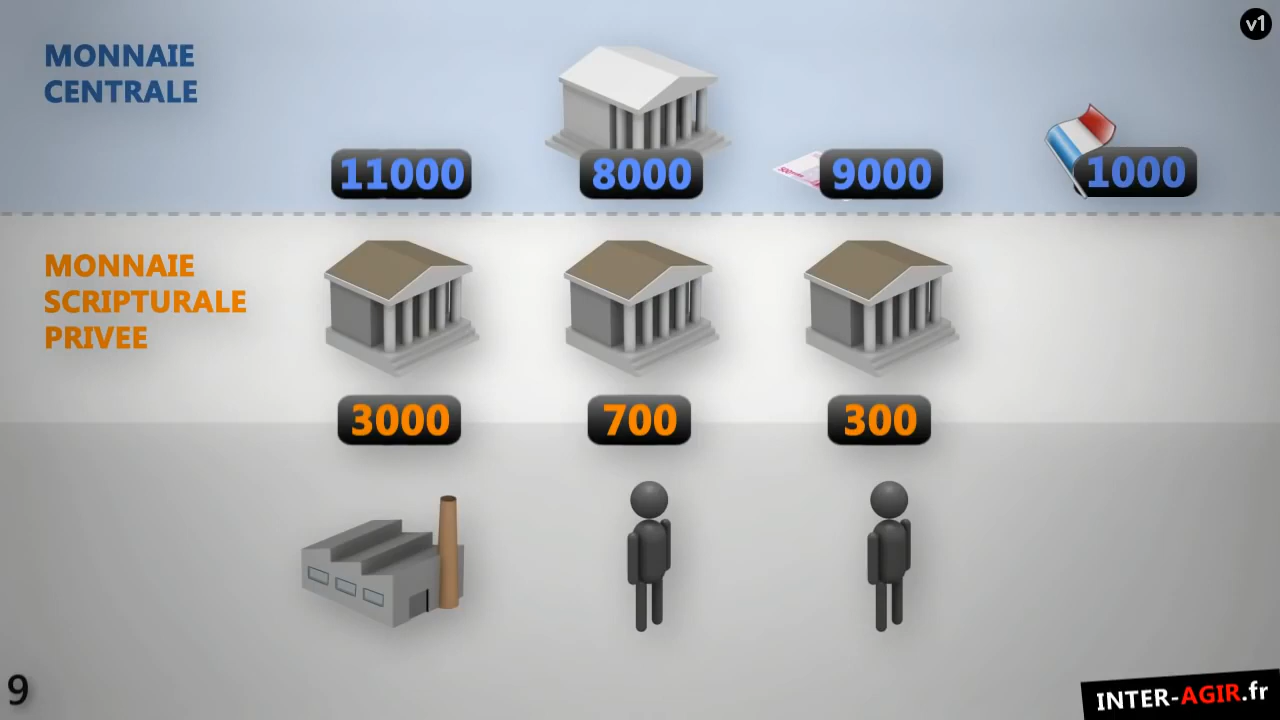 v1
MONNAIE
CENTRALE
11000
8000
9000
1000
MONNAIE
SCRIPTURALE
PRIVEE
3000
700
300
9
INTER-AGIR.fr